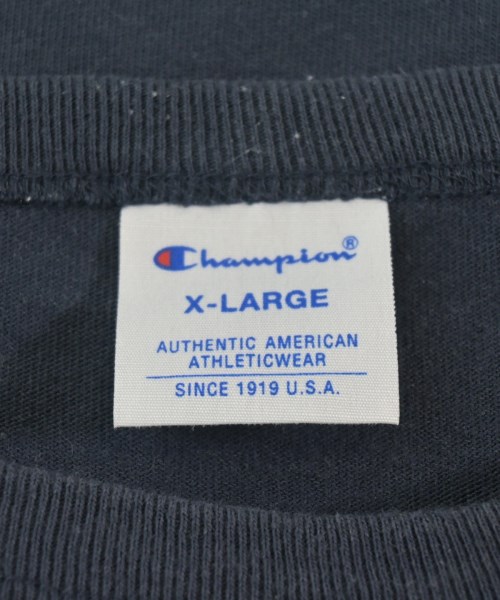 Champion®
X-LARGE
AUTHENTIC AMERICAN
ATHLETICWEAR
SINCE 1919 U.S.A.